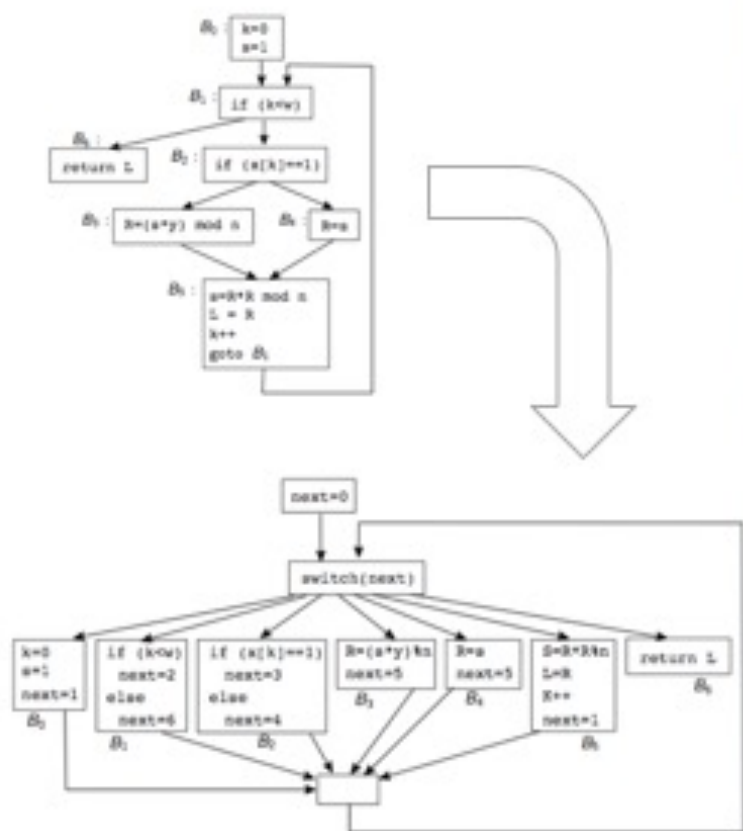 B₀ : k=0
s=1
B₁ : if (k<w)
B₆ :
return L
B₂ : if (x[k]==1)
B₃ : R=(s*y) mod n
B₄ : R=s
B₅ : s=R*R mod n
L = R
k++
goto B₁
next=0
switch(next)
k=0
s=1
next=1
B₀
if (k<w)
next=2
else
next=6
B₁
if (x[k]==1)
next=3
else
next=4
B₂
R=(s*y)%n
next=5
B₃
R=s
next=5
B₄
S=R*R%n
L=R
K++
next=1
B₅
return L
B₆